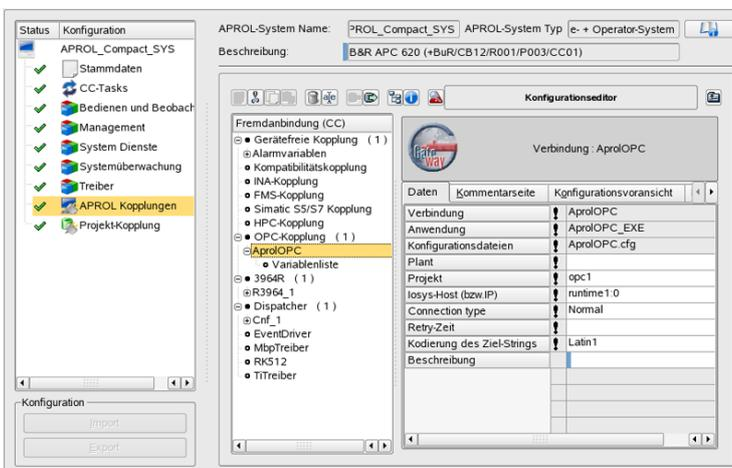 Status Konfiguration
APROL_Compact_SYS
Stammdaten
CC-Tasks
Bedienen und Beobach
Management
System Dienste
Systemüberwachung
Treiber
APROL Kopplungen
Projekt-Kopplung
Konfiguration
Import
Export
APROL-System Name: PROL_Compact_SYS APROL-System Typ e- + Operator-System
Beschreibung: B&R APC 620 (+BuR/CB12/R001/P003/CC01)
Konfigurationseditor
Fremdanbindung (CC)
Gerätefreie Kopplung (1)
Alarmvariablen
Kompatibilitätskopplung
INA-Kopplung
FMS-Kopplung
Simatic S5/S7 Kopplung
HPC-Kopplung
OPC-Kopplung (1)
AprolOPC
Variablenliste
3964R (1)
R3964_1
Dispatcher (1)
Cnf_1
EventDriver
MbpTreiber
RK512
TiTreiber
Gate way
Verbindung : AprolOPC
Daten Kommentarseite Konfigurationsvoransicht
Verbindung ! AprolOPC
Anwendung ! AprolOPC_EXE
Konfigurationsdateien ! AprolOPC.cfg
Plant !
Projekt ! opc1
Iosys-Host (bzw.IP) ! runtime1:0
Connection type ! Normal
Retry-Zeit !
Kodierung des Ziel-Strings ! Latin1
Beschreibung !